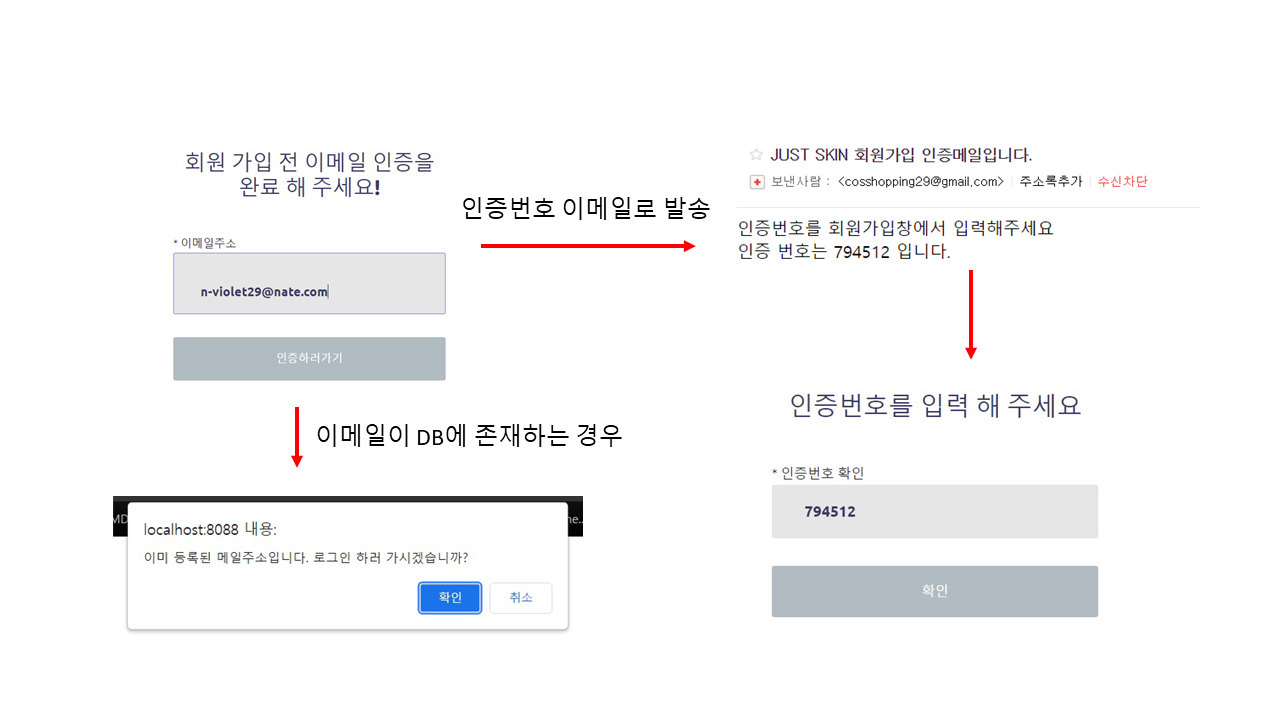 회원 가입 전 이메일 인증을
완료 해 주세요!
* 이메일주소
n-violet29@nate.com
인증하러가기
인증번호 이메일로 발송
JUST SKIN 회원가입 인증메일입니다.
보낸사람 : <cosshopping29@gmail.com> 주소록추가 수신차단
인증번호를 회원가입창에서 입력해주세요
인증 번호는 794512 입니다.
이메일이 DB에 존재하는 경우
localhost:8088 내용:
이미 등록된 메일주소입니다. 로그인 하러 가시겠습니까?
확인 취소
인증번호를 입력 해 주세요
* 인증번호 확인
794512
확인